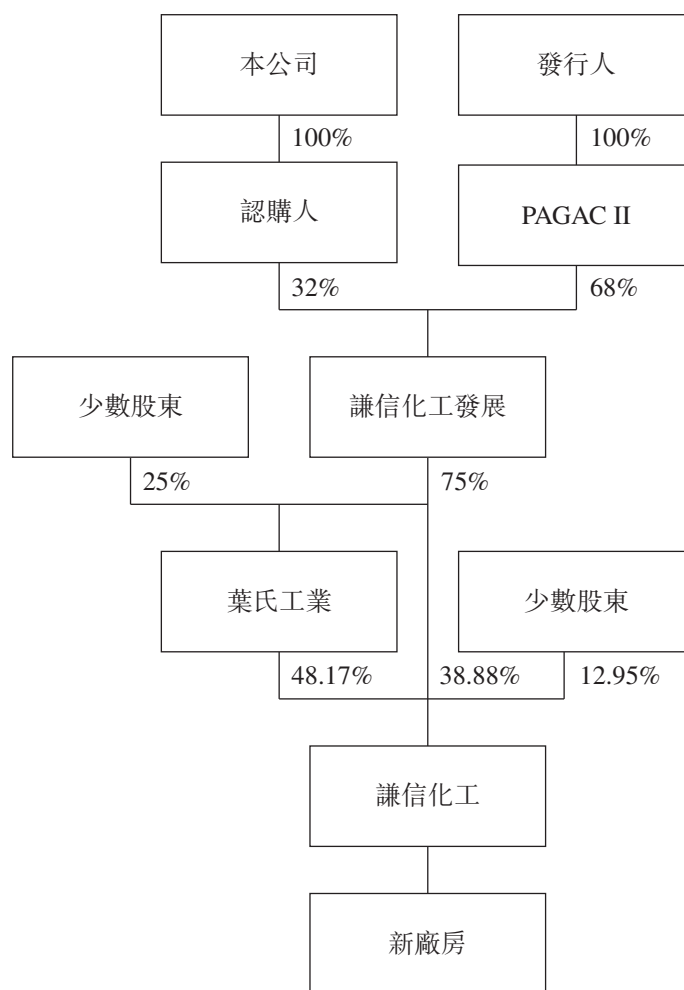 本公司
發行人
100%
100%
認購人
PAGAC II
32%
68%
少數股東
謙信化工發展
25%
75%
葉氏工業
少數股東
48.17%
38.88%
12.95%
謙信化工
新廠房